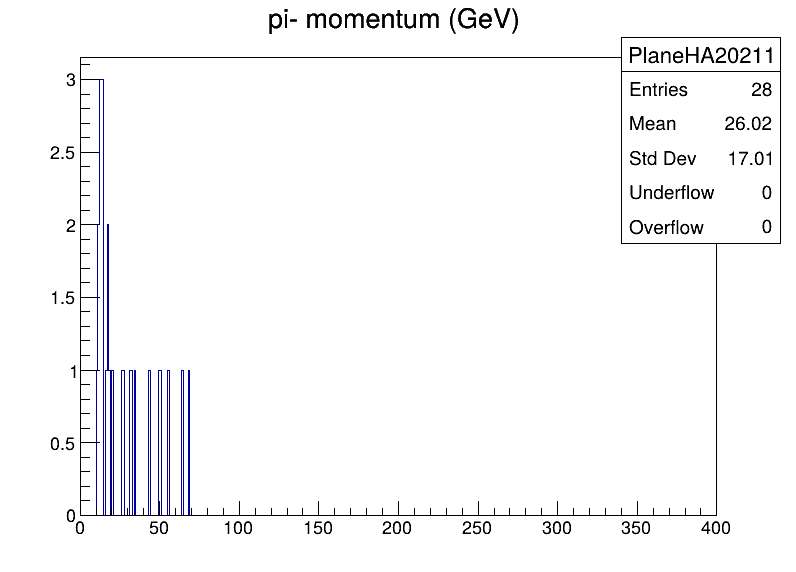 pi- momentum (GeV)
PlaneHA20211
Entries 28
Mean 26.02
Std Dev 17.01
Underflow 0
Overflow 0
3
2.5
2
1.5
1
0.5
0
0 50 100 150 200 250 300 350 400